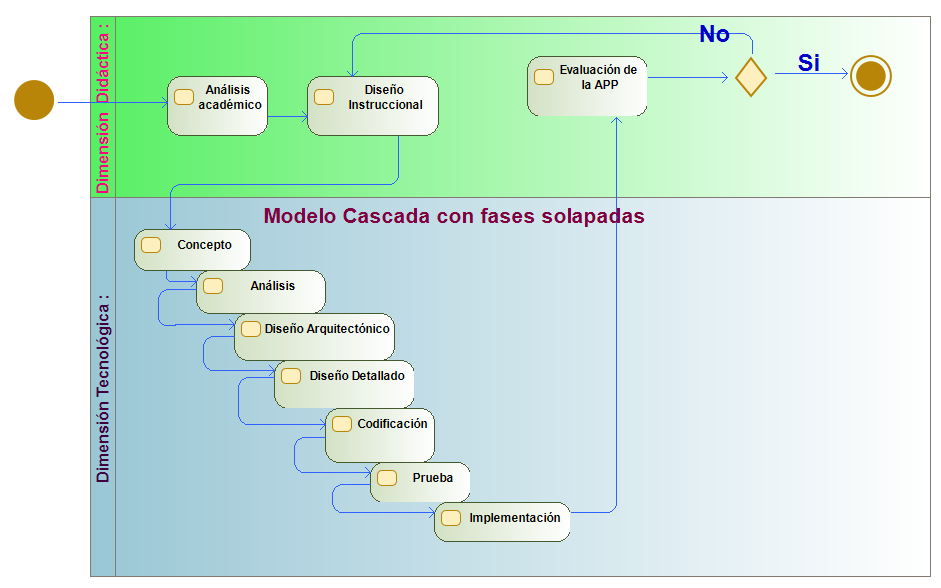 Dimensión Didáctica :
No
Si
Análisis
académico
Diseño
Instruccional
Evaluación de
la APP
Dimensión Tecnológica :
Modelo Cascada con fases solapadas
Concepto
Análisis
Diseño Arquitectónico
Diseño Detallado
Codificación
Prueba
Implementación